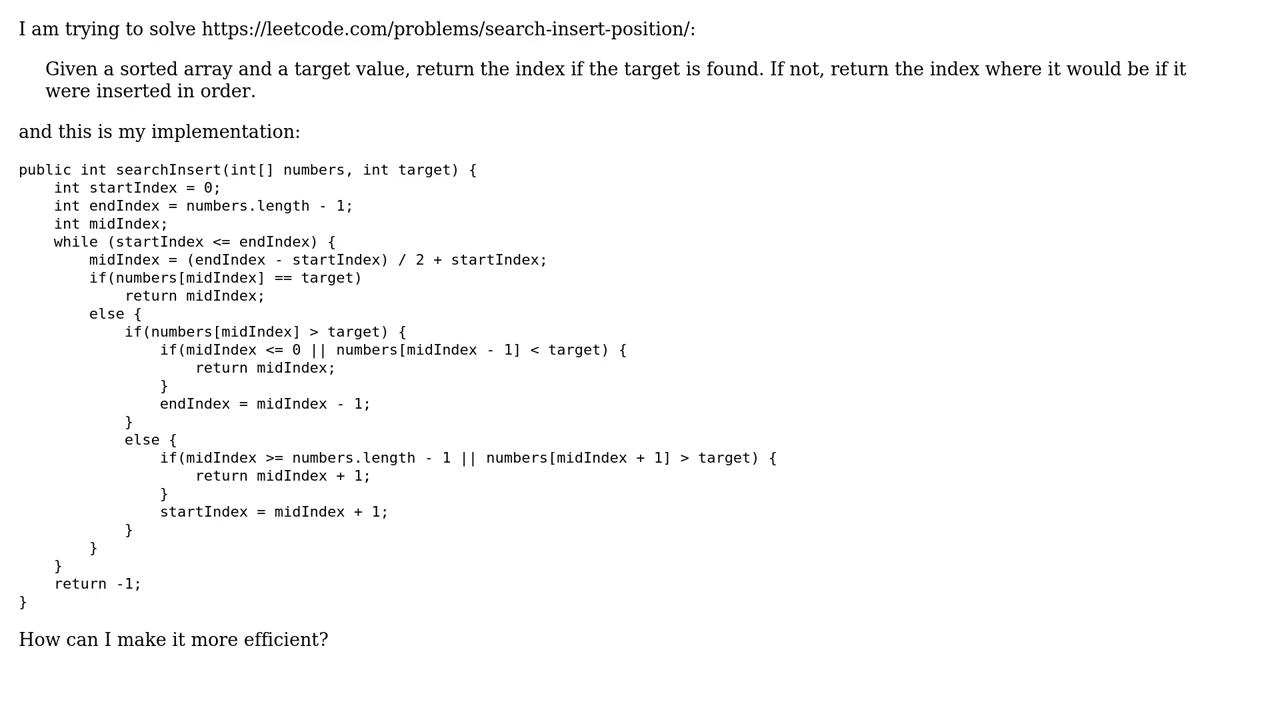 I am trying to solve https://leetcode.com/problems/search-insert-position/:
Given a sorted array and a target value, return the index if the target is found. If not, return the index where it would be if it
were inserted in order.
and this is my implementation:
public int searchInsert(int[] numbers, int target) {
    int startIndex = 0;
    int endIndex = numbers.length - 1;
    int midIndex;
    while (startIndex <= endIndex) {
        midIndex = (endIndex - startIndex) / 2 + startIndex;
        if(numbers[midIndex] == target)
            return midIndex;
        else {
            if(numbers[midIndex] > target) {
                if(midIndex <= 0 || numbers[midIndex - 1] < target) {
                    return midIndex;
                }
                endIndex = midIndex - 1;
            }
            else {
                if(midIndex >= numbers.length - 1 || numbers[midIndex + 1] > target) {
                    return midIndex + 1;
                }
                startIndex = midIndex + 1;
            }
        }
    }
    return -1;
}
How can I make it more efficient?